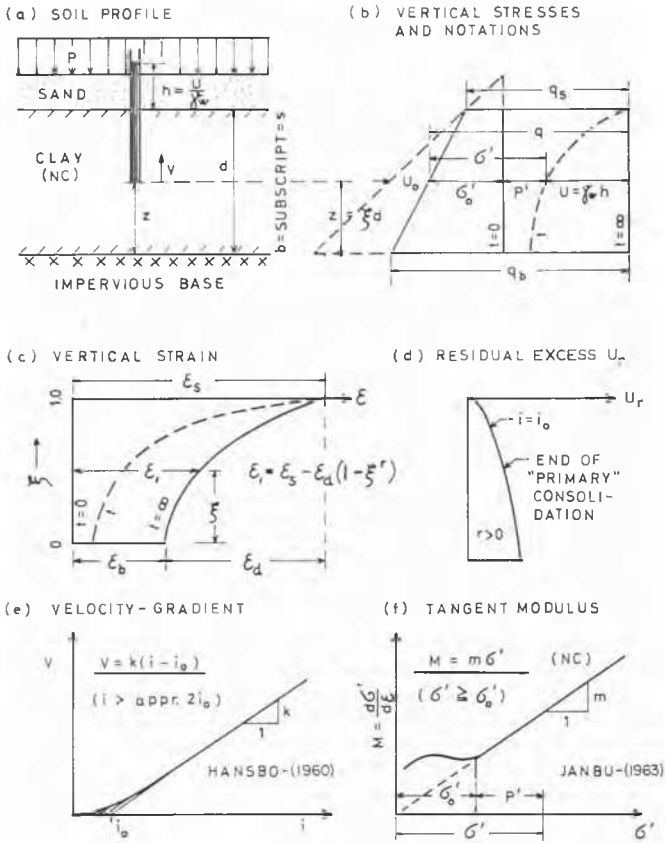 (a) SOIL PROFILE
P
h = U/γw
SAND
CLAY
(NC)
V
d
z
IMPERVIOUS BASE
b=SUBSCRIPT=s
(b) VERTICAL STRESSES
AND NOTATIONS
qs
q
σ'
U₀
σ₀'
P'
U=γw h
z = ξd
t=0
t
t=∞
qb
(c) VERTICAL STRAIN
εs
1.0
ε
ξ
ε₁
ε₁ = εs − εd (1 − ξ^r)
t=0
t
t=∞
ξ
0
εb
εd
(d) RESIDUAL EXCESS Ur
Ur
i=i₀
END OF
"PRIMARY"
CONSOLI-
DATION
r>0
(e) VELOCITY-GRADIENT
V
V = k(i − i₀)
(i > appr. 2i₀)
k
1
HANSBO-(1960)
i₀
i
(f) TANGENT MODULUS
M = mσ'
(NC)
(σ' ≧ σ₀')
m
1
M = dσ'/dε
JANBU-(1963)
σ₀'
P'
σ'
σ'